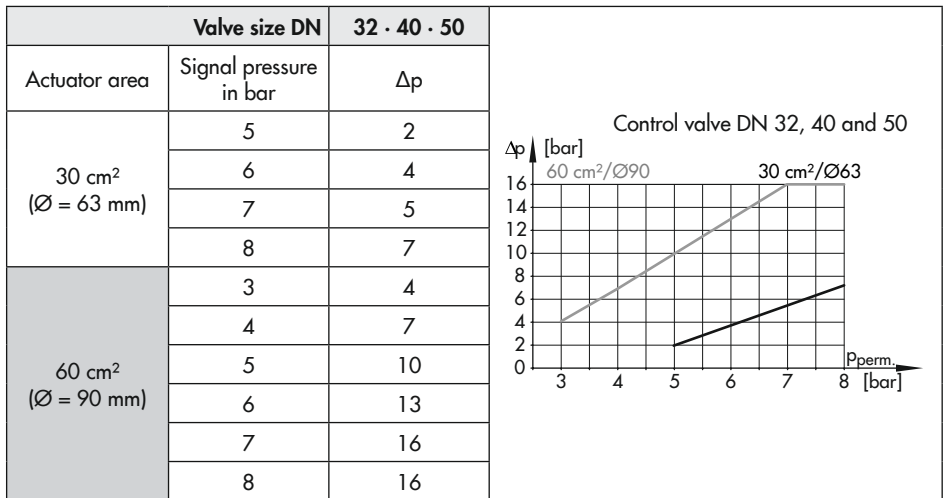 Valve size DN 32 · 40 · 50
Actuator area Signal pressure in bar Δp
30 cm² (Ø = 63 mm)
5 2
6 4
7 5
8 7
60 cm² (Ø = 90 mm)
3 4
4 7
5 10
6 13
7 16
8 16
Control valve DN 32, 40 and 50
Δp [bar]
60 cm²/Ø90 30 cm²/Ø63
16
14
12
10
8
6
4
2
0
pperm.
3 4 5 6 7 8 [bar]